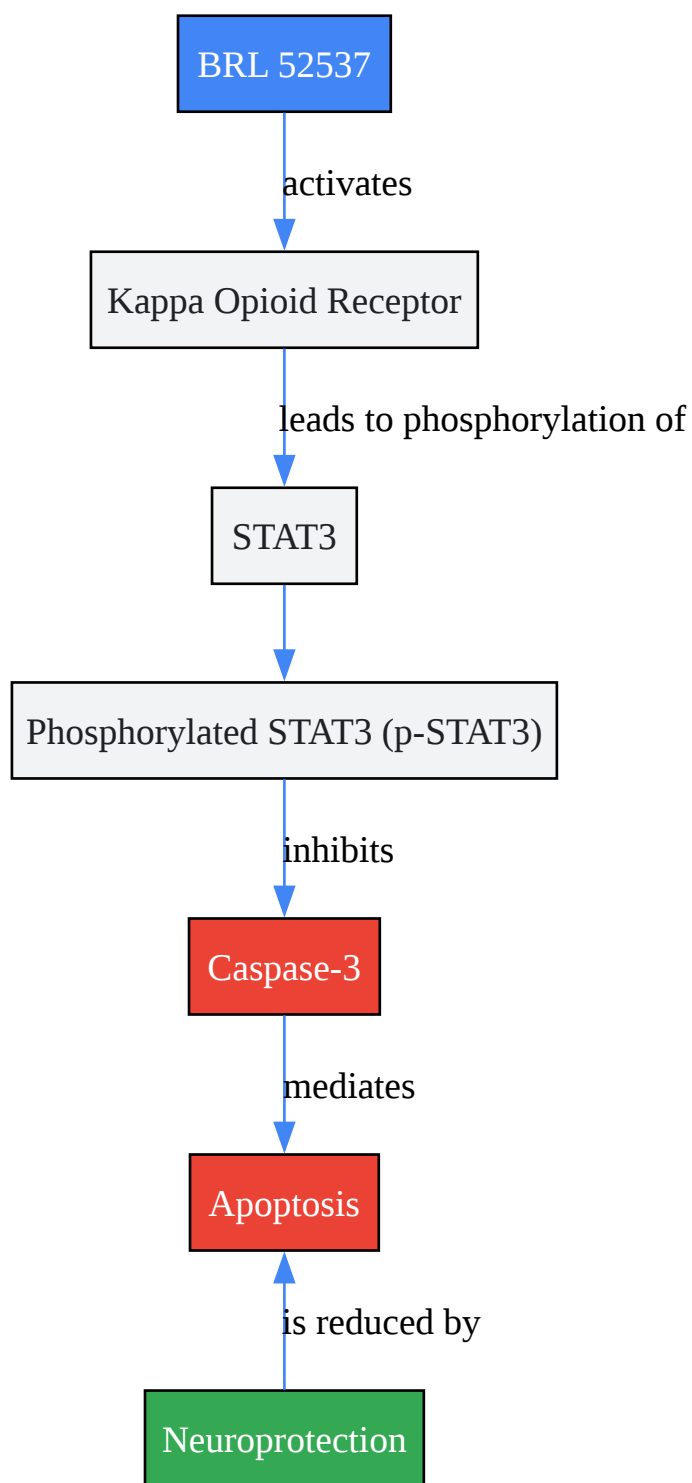 BRL 52537
activates
Kappa Opioid Receptor
leads to phosphorylation of
STAT3
Phosphorylated STAT3 (p-STAT3)
inhibits
Caspase-3
mediates
Apoptosis
is reduced by
Neuroprotection